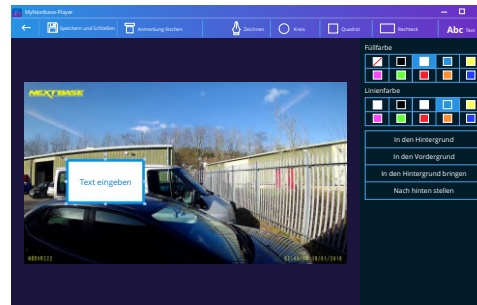 MyNextbase-Player
Speichern und Schließen
Anmerkung löschen
Zeichnen
Kreis
Quadrat
Rechteck
Abc Text
Füllfarbe
NEXTBASE
Linienfarbe
In den Hintergrund
In den Vordergrund
In den Hintergrund bringen
Nach hinten stellen
Text eingeben